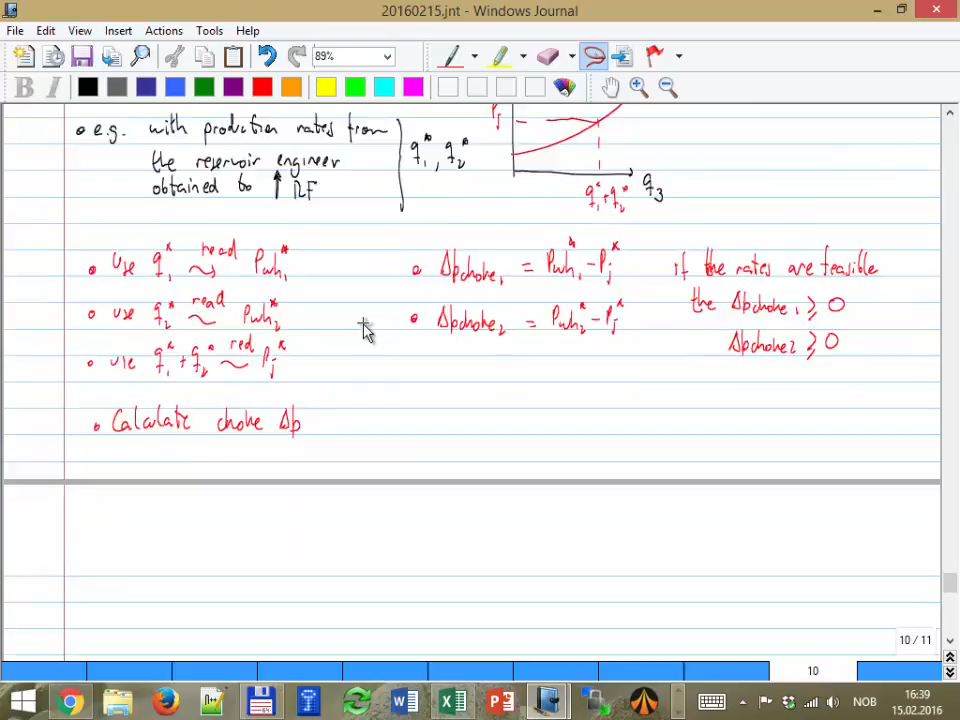 20160215.jnt - Windows Journal
File Edit View Insert Actions Tools Help
89%
B I
e.g. with production rates from
the reservoir engineer
obtained to ↑ RF
q1*, q2*
Pj
q1*+q2*
q3
use q1* read Pwh1*
use q2* read Pwh2*
use q1*+q2* red Pj*
Calculate choke Δp
Δpchoke1 = Pwh1*-Pj*
Δpchoke2 = Pwh2*-Pj*
if the rates are feasible
the Δpchoke1 ≥ 0
Δpchoke2 ≥ 0
10 / 11
10
NOB
16:39
15.02.2016